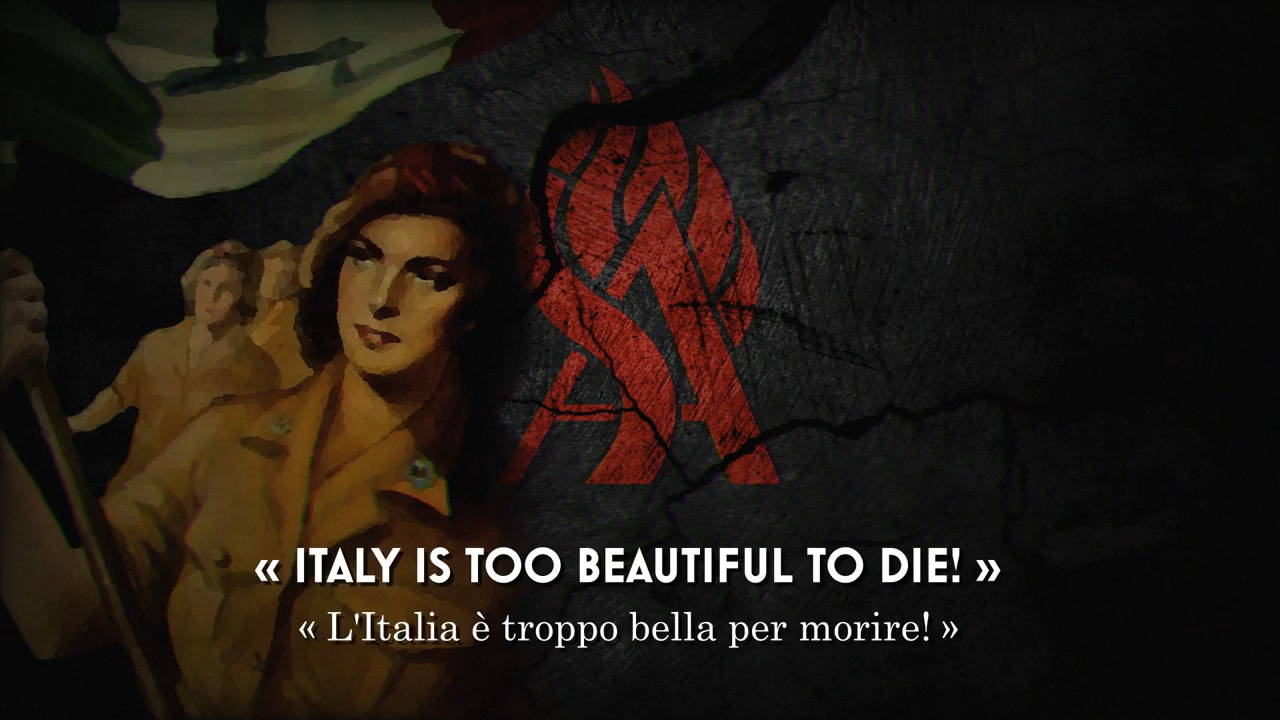 « ITALY IS TOO BEAUTIFUL TO DIE! »
« L'Italia è troppo bella per morire! »